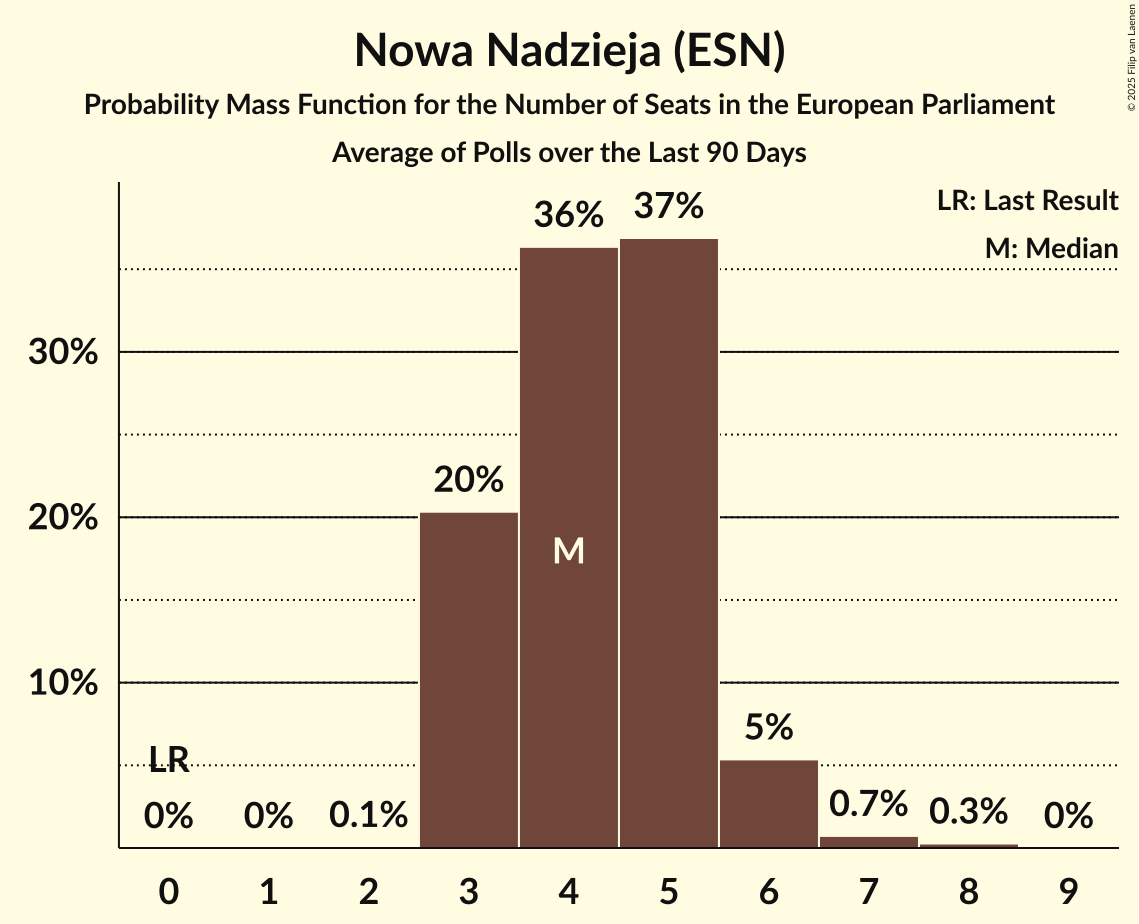 Nowa Nadzieja (ESN)
Probability Mass Function for the Number of Seats in the European Parliament
Average of Polls over the Last 90 Days
© 2025 Filip van Laenen
LR: Last Result
M: Median
36%
37%
30%
20%
20%
M
10%
5%
LR
0%
0%
0.1%
0.7%
0.3%
0%
0 1 2 3 4 5 6 7 8 9